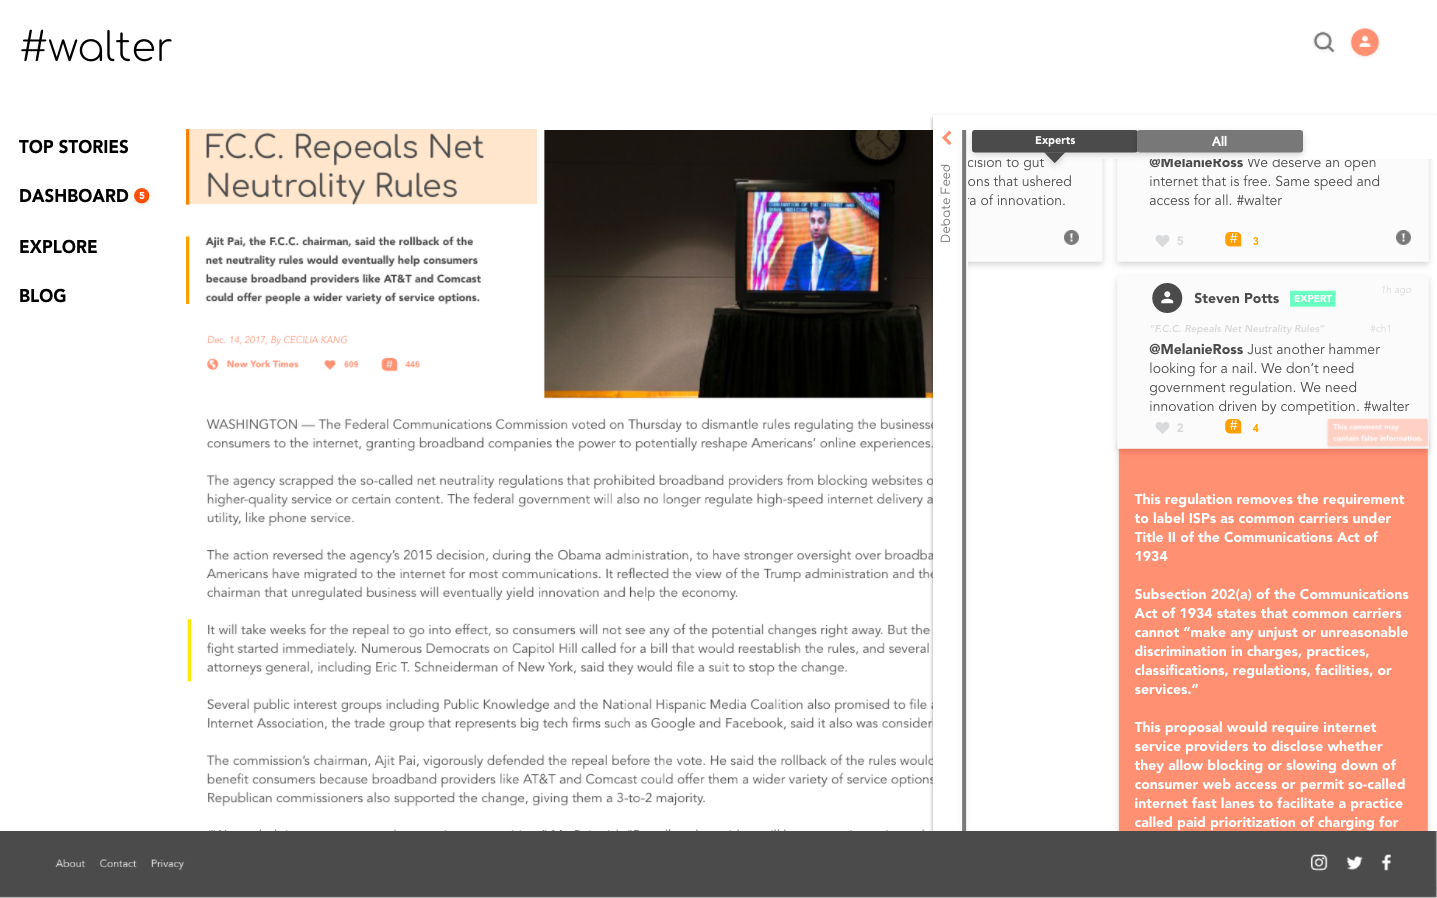 #walter
TOP STORIES
DASHBOARD 5
EXPLORE
BLOG
F.C.C. Repeals Net
Neutrality Rules
Ajit Pai, the F.C.C. chairman, said the rollback of the
net neutrality rules would eventually help consumers
because broadband providers like AT&T and Comcast
could offer people a wider variety of service options.
Dec. 14, 2017, By CECILIA KANG
New York Times 609 # 446
WASHINGTON — The Federal Communications Commission voted on Thursday to dismantle rules regulating the businesse
consumers to the internet, granting broadband companies the power to potentially reshape Americans' online experiences.
The agency scrapped the so-called net neutrality regulations that prohibited broadband providers from blocking websites o
higher-quality service or certain content. The federal government will also no longer regulate high-speed internet delivery a
utility, like phone service.
The action reversed the agency's 2015 decision, during the Obama administration, to have stronger oversight over broadba
Americans have migrated to the internet for most communications. It reflected the view of the Trump administration and the
chairman that unregulated business will eventually yield innovation and help the economy.
It will take weeks for the repeal to go into effect, so consumers will not see any of the potential changes right away. But the
fight started immediately. Numerous Democrats on Capitol Hill called for a bill that would reestablish the rules, and several
attorneys general, including Eric T. Schneiderman of New York, said they would file a suit to stop the change.
Several public interest groups including Public Knowledge and the National Hispanic Media Coalition also promised to file a
Internet Association, the trade group that represents big tech firms such as Google and Facebook, said it also was consider
The commission's chairman, Ajit Pai, vigorously defended the repeal before the vote. He said the rollback of the rules would
benefit consumers because broadband providers like AT&T and Comcast could offer them a wider variety of service options
Republican commissioners also supported the change, giving them a 3-to-2 majority.
Debate Feed
Experts
All
cision to gut
ons that ushered
ra of innovation.
@MelanieRoss We deserve an open
internet that is free. Same speed and
access for all. #walter
5 # 3
Steven Potts EXPERT 1h ago
"F.C.C. Repeals Net Neutrality Rules" #ch1
@MelanieRoss Just another hammer
looking for a nail. We don't need
government regulation. We need
innovation driven by competition. #walter
2 # 4
This comment may
contain false information.
This regulation removes the requirement
to label ISPs as common carriers under
Title II of the Communications Act of
1934
Subsection 202(a) of the Communications
Act of 1934 states that common carriers
cannot "make any unjust or unreasonable
discrimination in charges, practices,
classifications, regulations, facilities, or
services."
This proposal would require internet
service providers to disclose whether
they allow blocking or slowing down of
consumer web access or permit so-called
internet fast lanes to facilitate a practice
called paid prioritization of charging for
About Contact Privacy